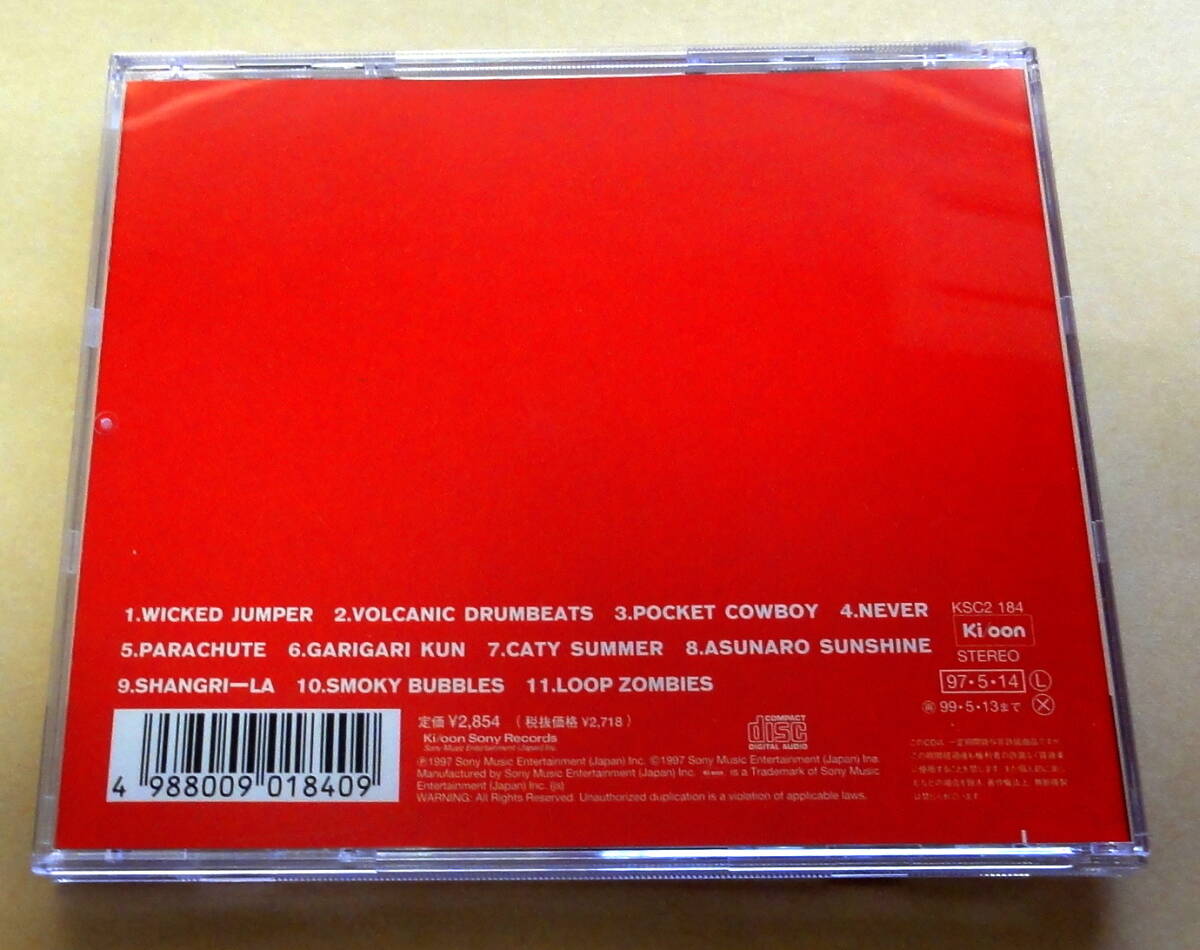 1.WICKED JUMPER 2.VOLCANIC DRUMBEATS 3.POCKET COWBOY 4.NEVER
5.PARACHUTE 6.GARIGARI KUN 7.CATY SUMMER 8.ASUNARO SUNSHINE
9.SHANGRI—LA 10.SMOKY BUBBLES 11.LOOP ZOMBIES
KSC2 184
Ki/oon
STEREO
97・5・14 L
再 99・5・13まで X
4 988009 018409
定価 ¥2,854 (税抜価格 ¥2,718)
Ki/oon Sony Records
Sony Music Entertainment (Japan) Inc.
COMPACT
disc
DIGITAL AUDIO
Ⓟ1997 Sony Music Entertainment (Japan) Inc. ©1997 Sony Music Entertainment (Japan) Inc.
Manufactured by Sony Music Entertainment (Japan) Inc. Ki/oon is a Trademark of Sony Music
Entertainment (Japan) Inc.
WARNING: All Rights Reserved. Unauthorized duplication is a violation of applicable laws.